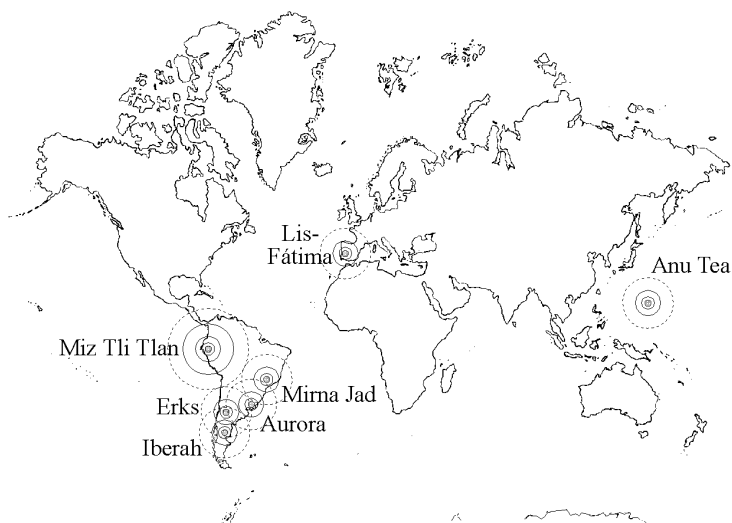 Lis-
Fátima
Anu Tea
Miz Tli Tlan
Mirna Jad
Erks
Aurora
Iberah